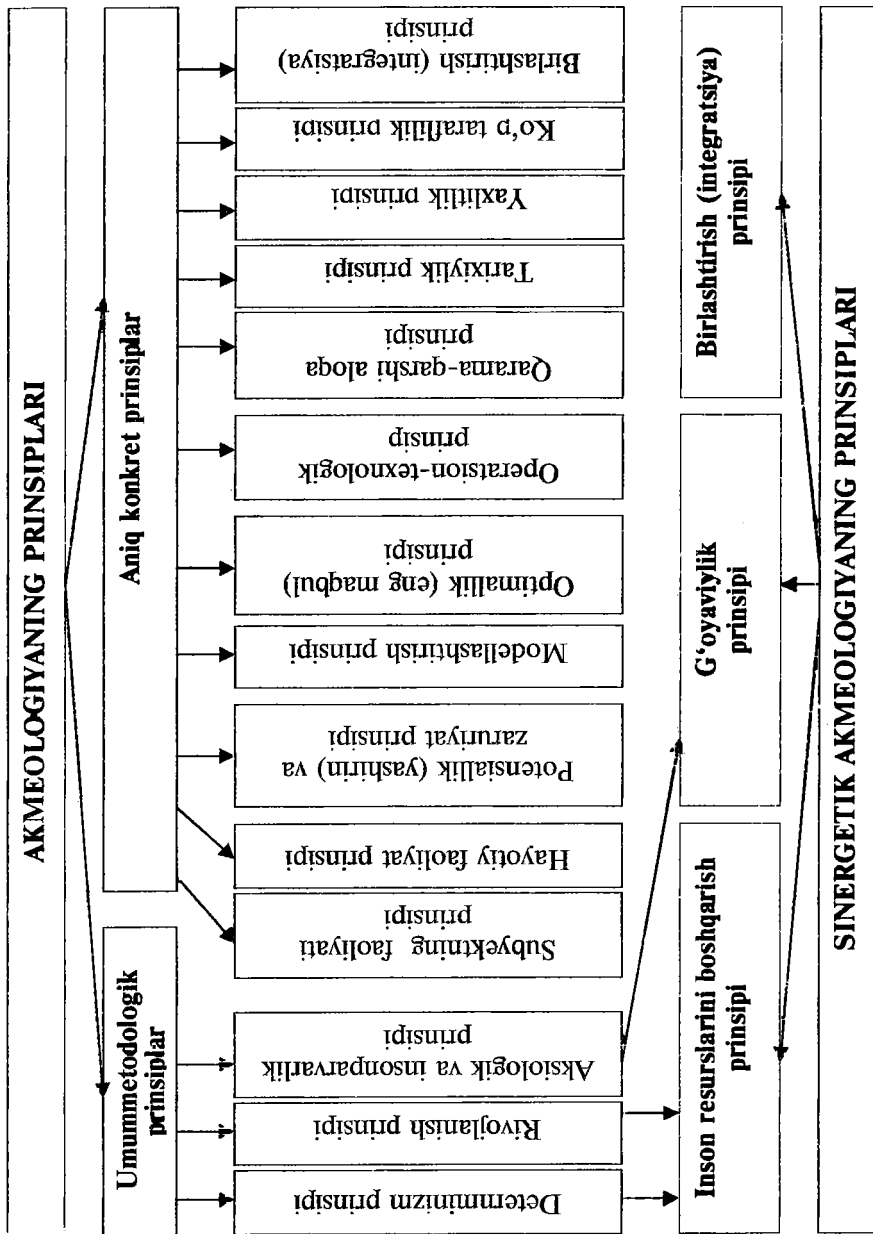 AKMEOLOGIYANING PRINSIPLARI
Umummetodologik
prinsiplar
Aniq konkret prinsiplar
Determinizm prinsipi
Rivojlanish prinsipi
Aksiologik va insonparvarlik
prinsipi
Subyektning faoliyati
prinsipi
Hayotiy faoliyat prinsipi
Potensiallik (yashirin) va
zaruriyat prinsipi
Modellashtirish prinsipi
Optimallik (eng maqbul)
prinsipi
Operatsion-texnologik
prinsip
Qarama-qarshi aloqa
prinsipi
Tarixiylik prinsipi
Yaxlitlik prinsipi
Ko'p taraflilik prinsipi
Birlashtirish (integratsiya)
prinsipi
Inson resurslarini boshqarish
prinsipi
G‘oyaviylik
prinsipi
Birlashtirish (integratsiya)
prinsipi
SINERGETIK AKMEOLOGIYANING PRINSIPLARI